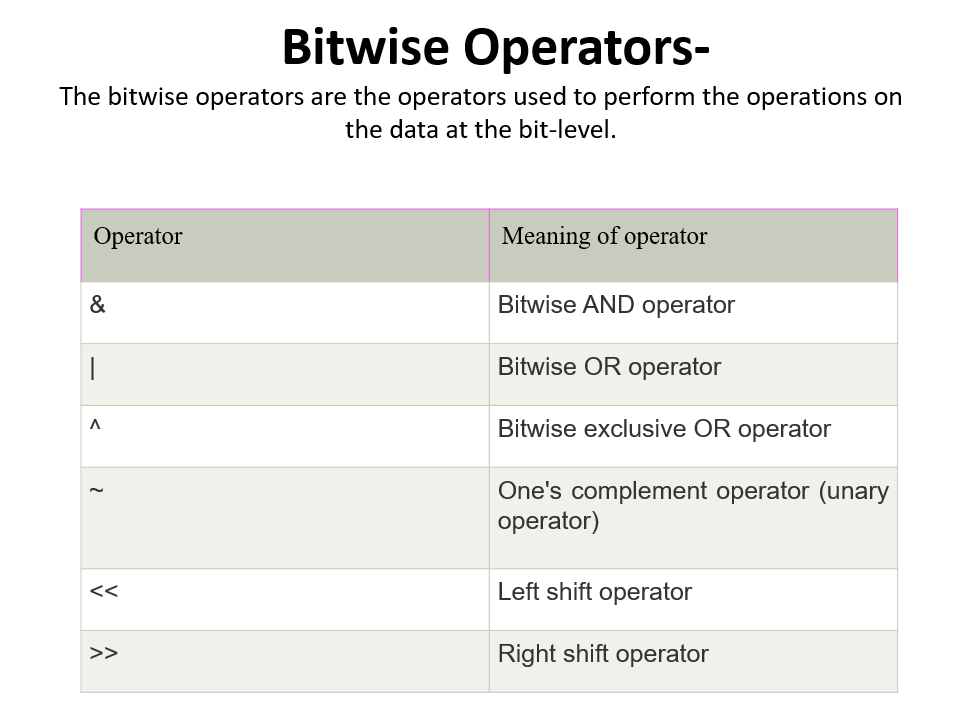 Bitwise Operators-
The bitwise operators are the operators used to perform the operations on
the data at the bit-level.
Operator
Meaning of operator
&
Bitwise AND operator
|
Bitwise OR operator
^
Bitwise exclusive OR operator
~
One's complement operator (unary
operator)
<<
Left shift operator
>>
Right shift operator